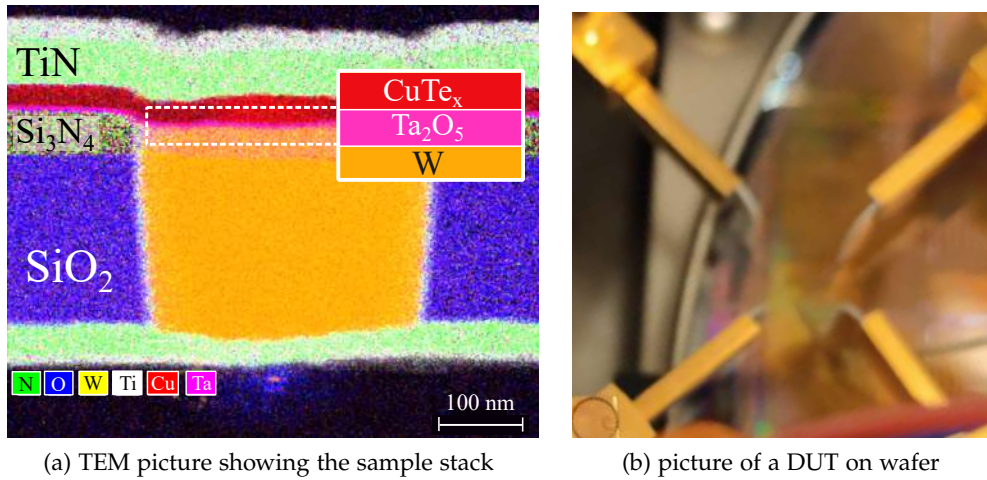 TiN
CuTeₓ
Si₃N₄
Ta₂O₅
W
SiO₂
N O W Ti Cu Ta
100 nm
(a) TEM picture showing the sample stack
(b) picture of a DUT on wafer